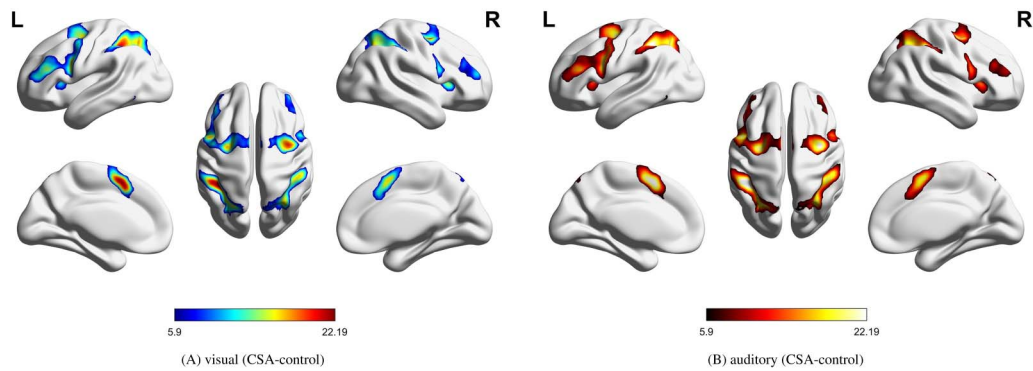 L
R
L
R
5.9
22.19
5.9
22.19
(A) visual (CSA-control)
(B) auditory (CSA-control)